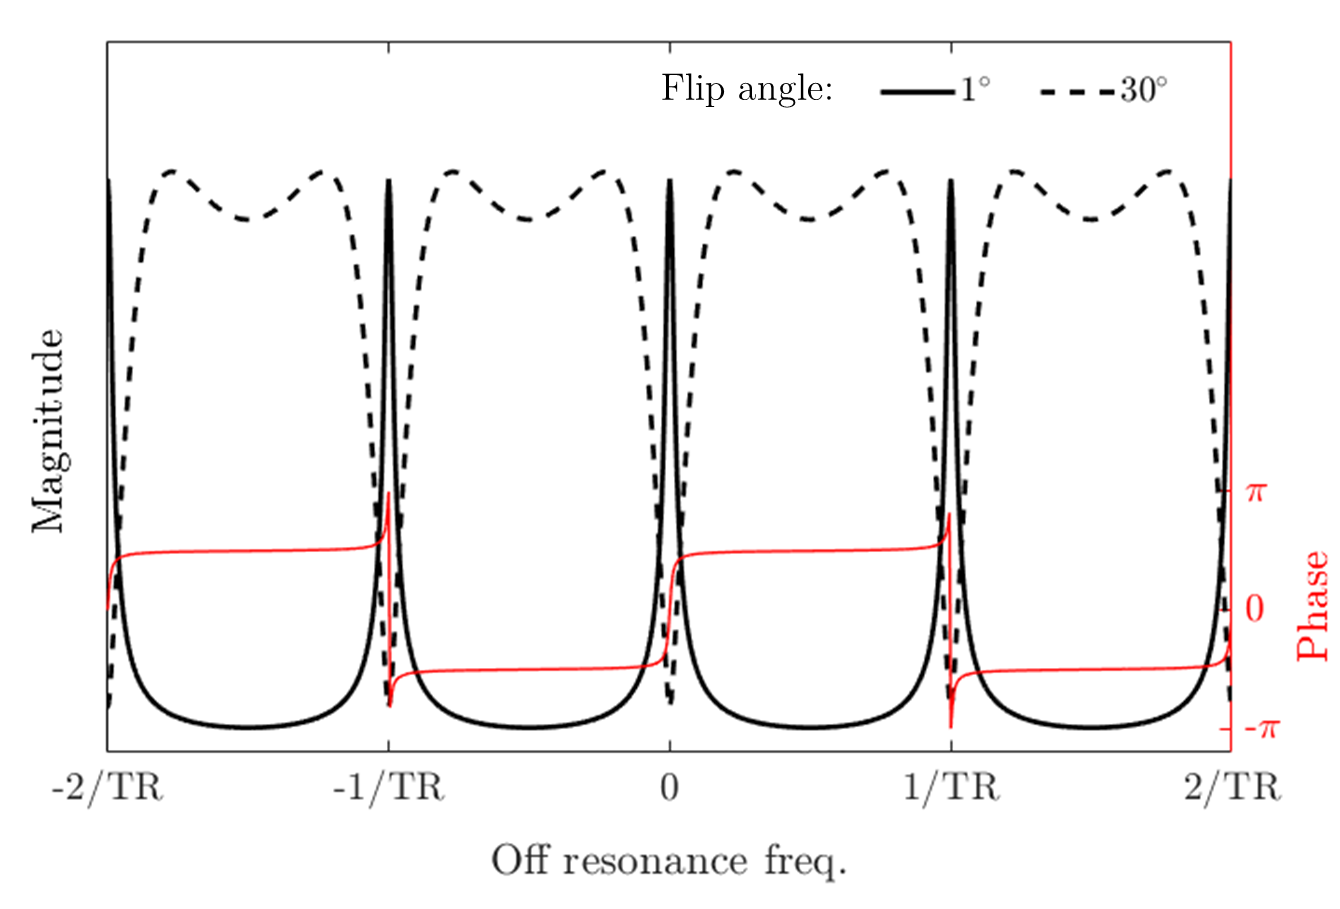 Flip angle: 1° 30°
Magnitude
π
0
-π
Phase
-2/TR -1/TR 0 1/TR 2/TR
Off resonance freq.